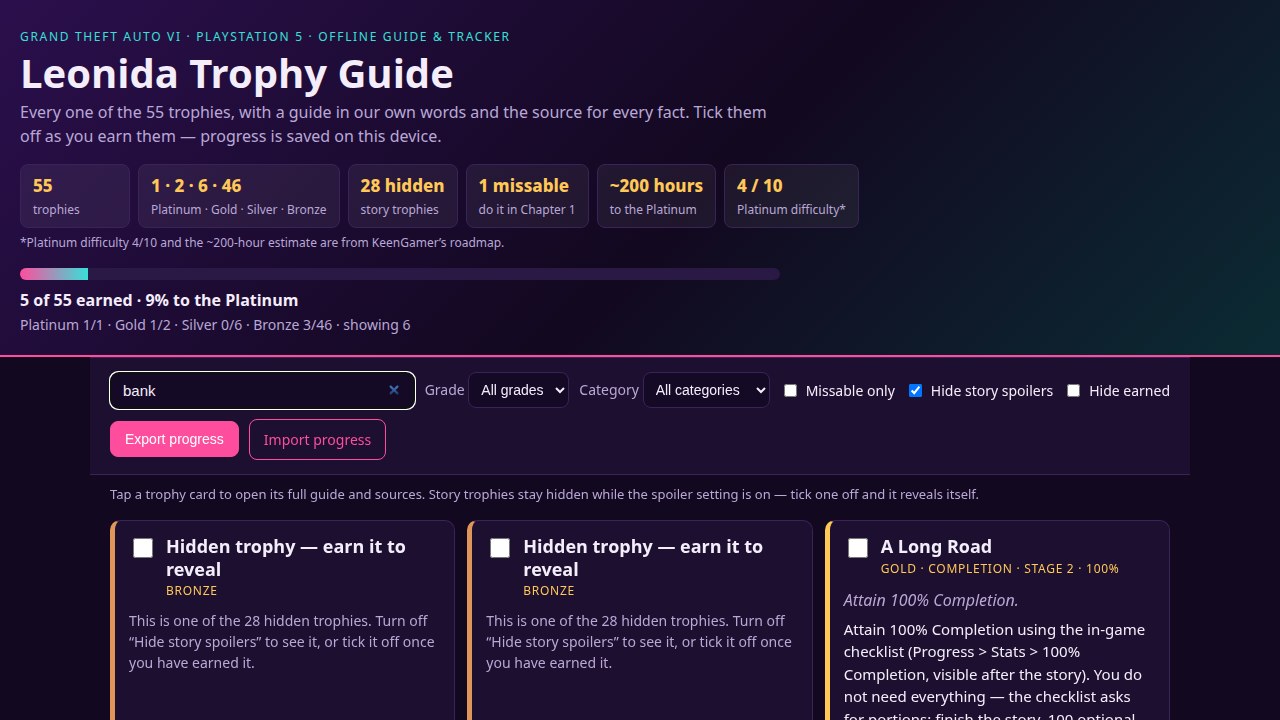 GRAND THEFT AUTO VI · PLAYSTATION 5 · OFFLINE GUIDE & TRACKER
Leonida Trophy Guide
Every one of the 55 trophies, with a guide in our own words and the source for every fact. Tick them
off as you earn them — progress is saved on this device.
55
trophies
1 · 2 · 6 · 46
Platinum · Gold · Silver · Bronze
28 hidden
story trophies
1 missable
do it in Chapter 1
~200 hours
to the Platinum
4 / 10
Platinum difficulty*
*Platinum difficulty 4/10 and the ~200-hour estimate are from KeenGamer’s roadmap.
5 of 55 earned · 9% to the Platinum
Platinum 1/1 · Gold 1/2 · Silver 0/6 · Bronze 3/46 · showing 6
bank
Grade
All grades
Category
All categories
Missable only
Hide story spoilers
Hide earned
Export progress
Import progress
Tap a trophy card to open its full guide and sources. Story trophies stay hidden while the spoiler setting is on — tick one off and it reveals itself.
Hidden trophy — earn it to
reveal
BRONZE
This is one of the 28 hidden trophies. Turn off
“Hide story spoilers” to see it, or tick it off once
you have earned it.
Hidden trophy — earn it to
reveal
BRONZE
This is one of the 28 hidden trophies. Turn off
“Hide story spoilers” to see it, or tick it off once
you have earned it.
A Long Road
GOLD · COMPLETION · STAGE 2 · 100%
Attain 100% Completion.
Attain 100% Completion using the in-game
checklist (Progress > Stats > 100%
Completion, visible after the story). You do
not need everything — the checklist asks
for portions: finish the story, 100 optional